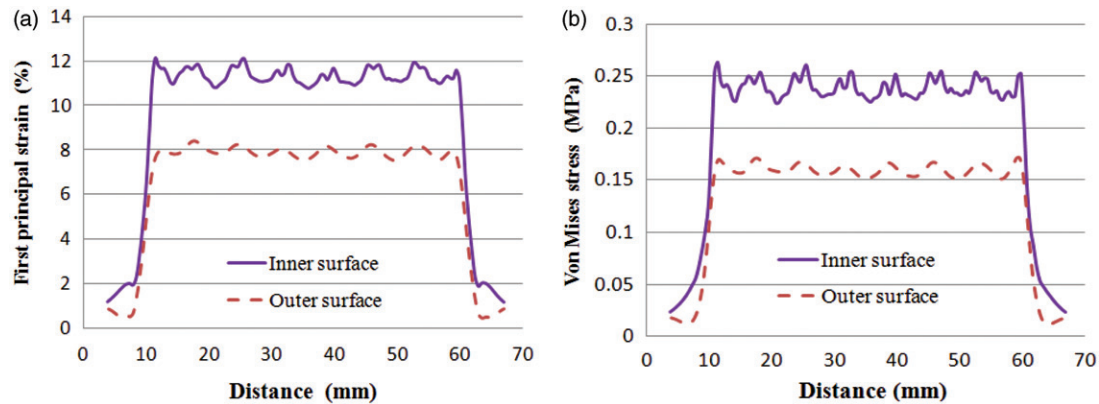 (a)
14
12
10
8
6
4
2
0
First principal strain (%)
Inner surface
Outer surface
0 10 20 30 40 50 60 70
Distance (mm)
(b)
0.3
0.25
0.2
0.15
0.1
0.05
0
Von Mises stress (MPa)
Inner surface
Outer surface
0 10 20 30 40 50 60 70
Distance (mm)